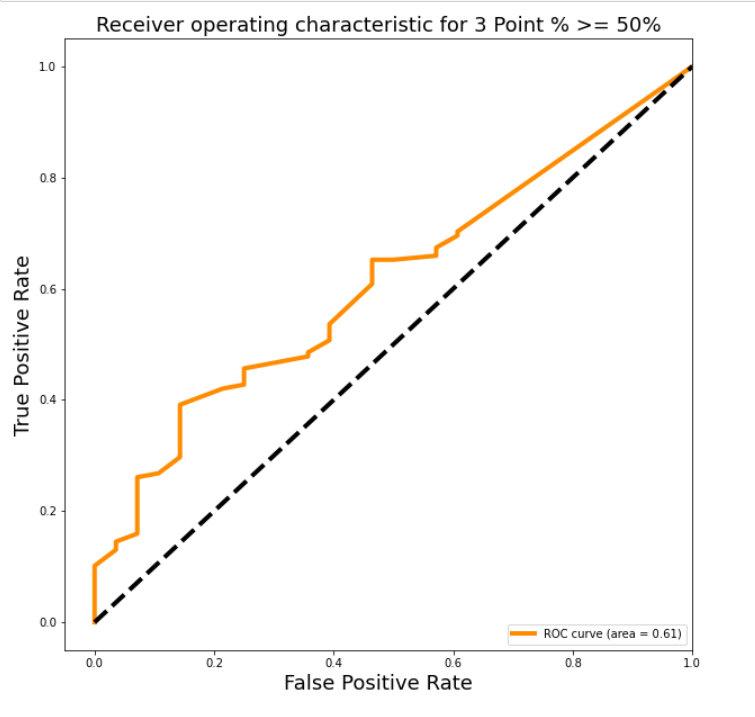 Receiver operating characteristic for 3 Point % >= 50%
1.0
0.8
0.6
0.4
0.2
0.0
True Positive Rate
ROC curve (area = 0.61)
0.0 0.2 0.4 0.6 0.8 1.0
False Positive Rate